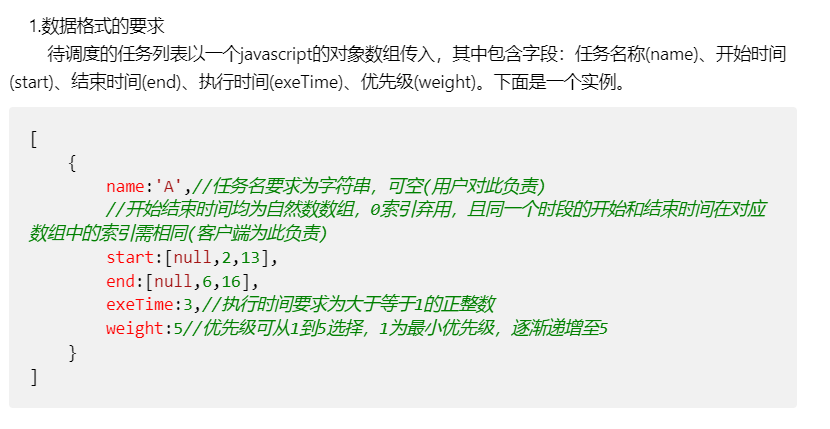 1.数据格式的要求
待调度的任务列表以一个javascript的对象数组传入，其中包含字段：任务名称(name)、开始时间
(start)、结束时间(end)、执行时间(exeTime)、优先级(weight)。下面是一个实例。
[
{
name:'A',//任务名要求为字符串，可空(用户对此负责)
//开始结束时间均为自然数数组，0索引弃用，且同一个时段的开始和结束时间在对应
数组中的索引需相同(客户端为此负责)
start:[null,2,13],
end:[null,6,16],
exeTime:3,//执行时间要求为大于等于1的正整数
weight:5//优先级可从1到5选择，1为最小优先级，逐渐递增至5
}
]